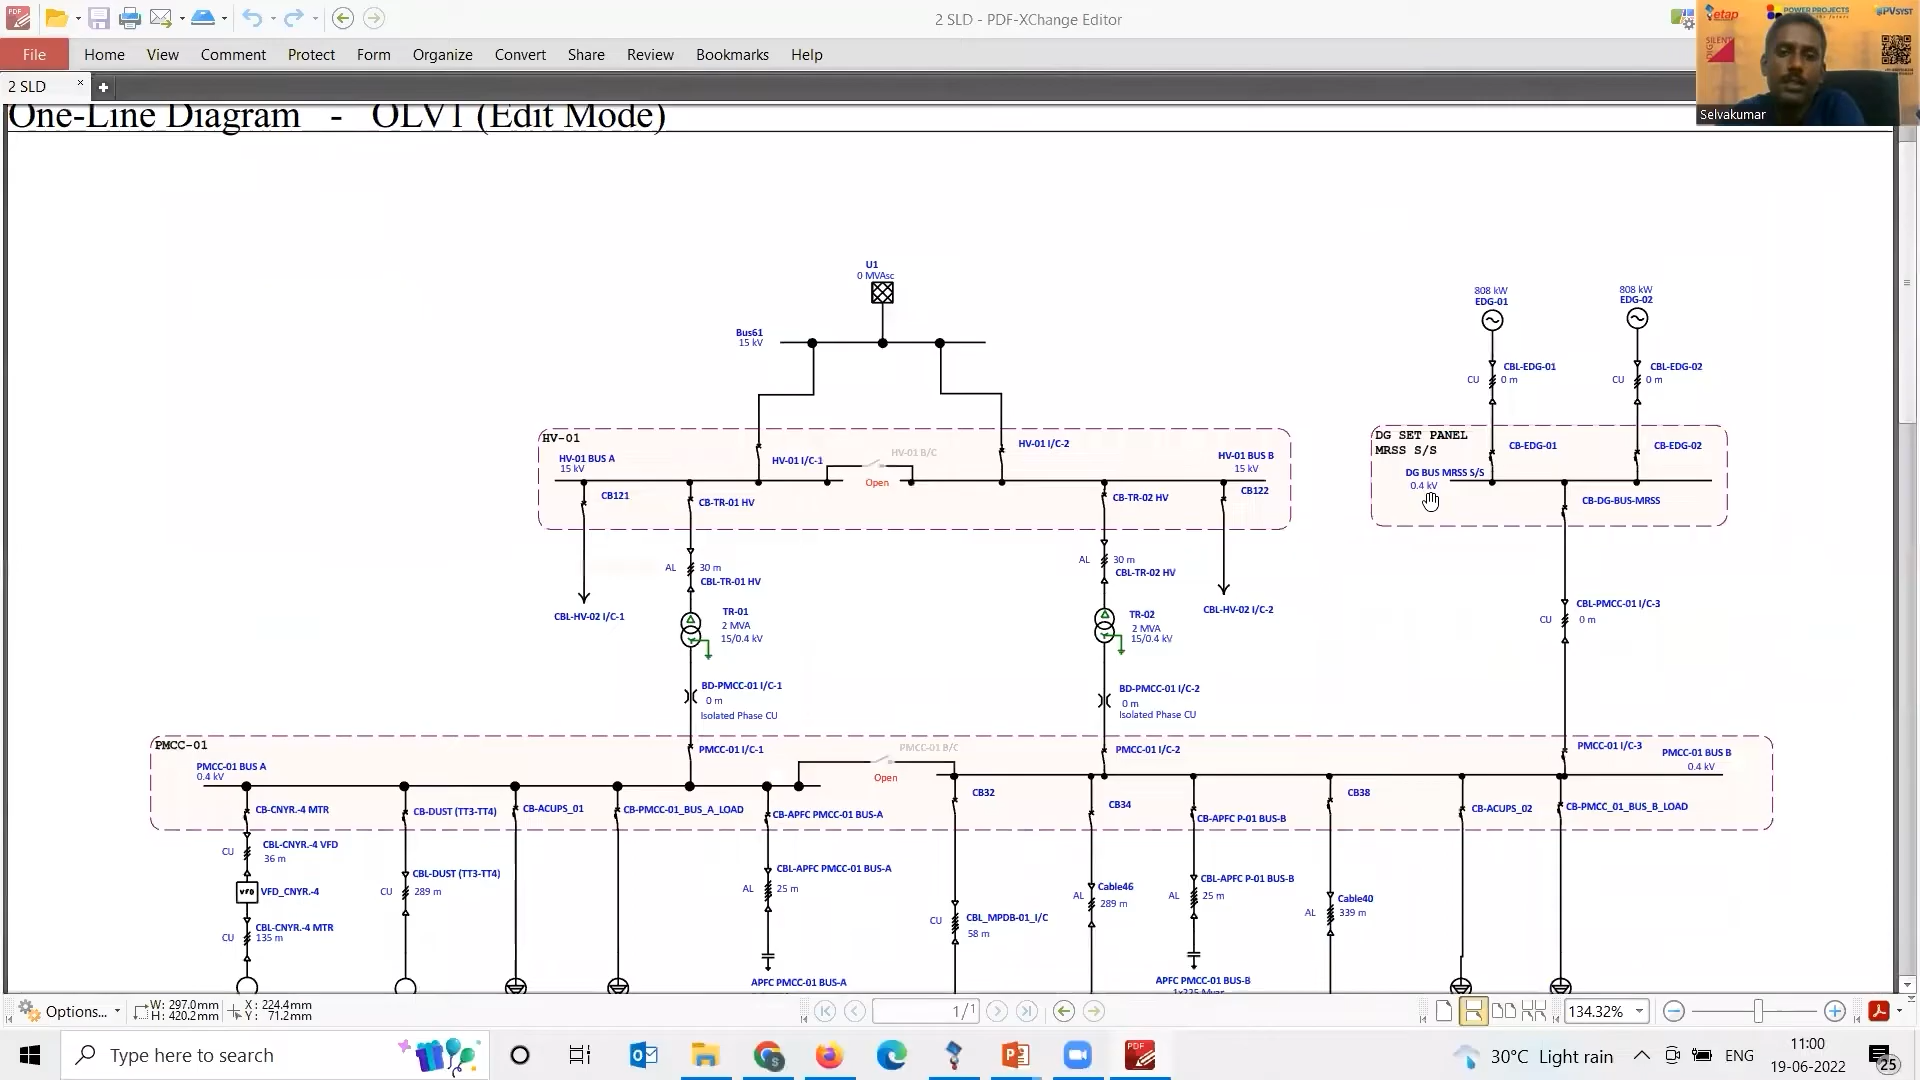 2 SLD - PDF-XChange Editor
etap
POWER PROJECTS
PVSYST
DIGSILENT
Selvakumar
File Home View Comment Protect Form Organize Convert Share Review Bookmarks Help
2 SLD
One-Line Diagram - OLV1 (Edit Mode)
U1
0 MVAsc
Bus61
15 kV
808 kW
EDG-01
808 kW
EDG-02
CBL-EDG-01
CU 0 m
CBL-EDG-02
CU 0 m
HV-01
HV-01 BUS A
15 kV
HV-01 I/C-1
HV-01 B/C
Open
HV-01 I/C-2
HV-01 BUS B
15 kV
DG SET PANEL
MRSS S/S
CB-EDG-01
CB-EDG-02
DG BUS MRSS S/S
0.4 kV
CB-DG-BUS-MRSS
CB121
CB-TR-01 HV
CB-TR-02 HV
CB122
AL 30 m
CBL-TR-01 HV
AL 30 m
CBL-TR-02 HV
CBL-HV-02 I/C-1
CBL-HV-02 I/C-2
TR-01
2 MVA
15/0.4 kV
TR-02
2 MVA
15/0.4 kV
CBL-PMCC-01 I/C-3
CU 0 m
BD-PMCC-01 I/C-1
0 m
Isolated Phase CU
BD-PMCC-01 I/C-2
0 m
Isolated Phase CU
PMCC-01
PMCC-01 BUS A
0.4 kV
PMCC-01 I/C-1
PMCC-01 B/C
Open
PMCC-01 I/C-2
PMCC-01 I/C-3
PMCC-01 BUS B
0.4 kV
CB-CNYR.-4 MTR
CB-DUST (TT3-TT4)
CB-ACUPS_01
CB-PMCC-01_BUS_A_LOAD
CB-APFC PMCC-01 BUS-A
CB32
CB34
CB-APFC P-01 BUS-B
CB38
CB-ACUPS_02
CB-PMCC_01_BUS_B_LOAD
CBL-CNYR.-4 VFD
CU 36 m
VFD
VFD_CNYR.-4
CBL-CNYR.-4 MTR
CU 135 m
CBL-DUST (TT3-TT4)
CU 289 m
CBL-APFC PMCC-01 BUS-A
AL 25 m
APFC PMCC-01 BUS-A
CU CBL_MPDB-01_I/C
58 m
Cable46
AL 289 m
CBL-APFC P-01 BUS-B
AL 25 m
APFC PMCC-01 BUS-B
1x225 Mvar
Cable40
AL 339 m
Options...
W: 297.0mm
H: 420.2mm
X: 224.4mm
Y: 71.2mm
1/1
134.32%
Type here to search
30°C Light rain
ENG
11:00
19-06-2022
25